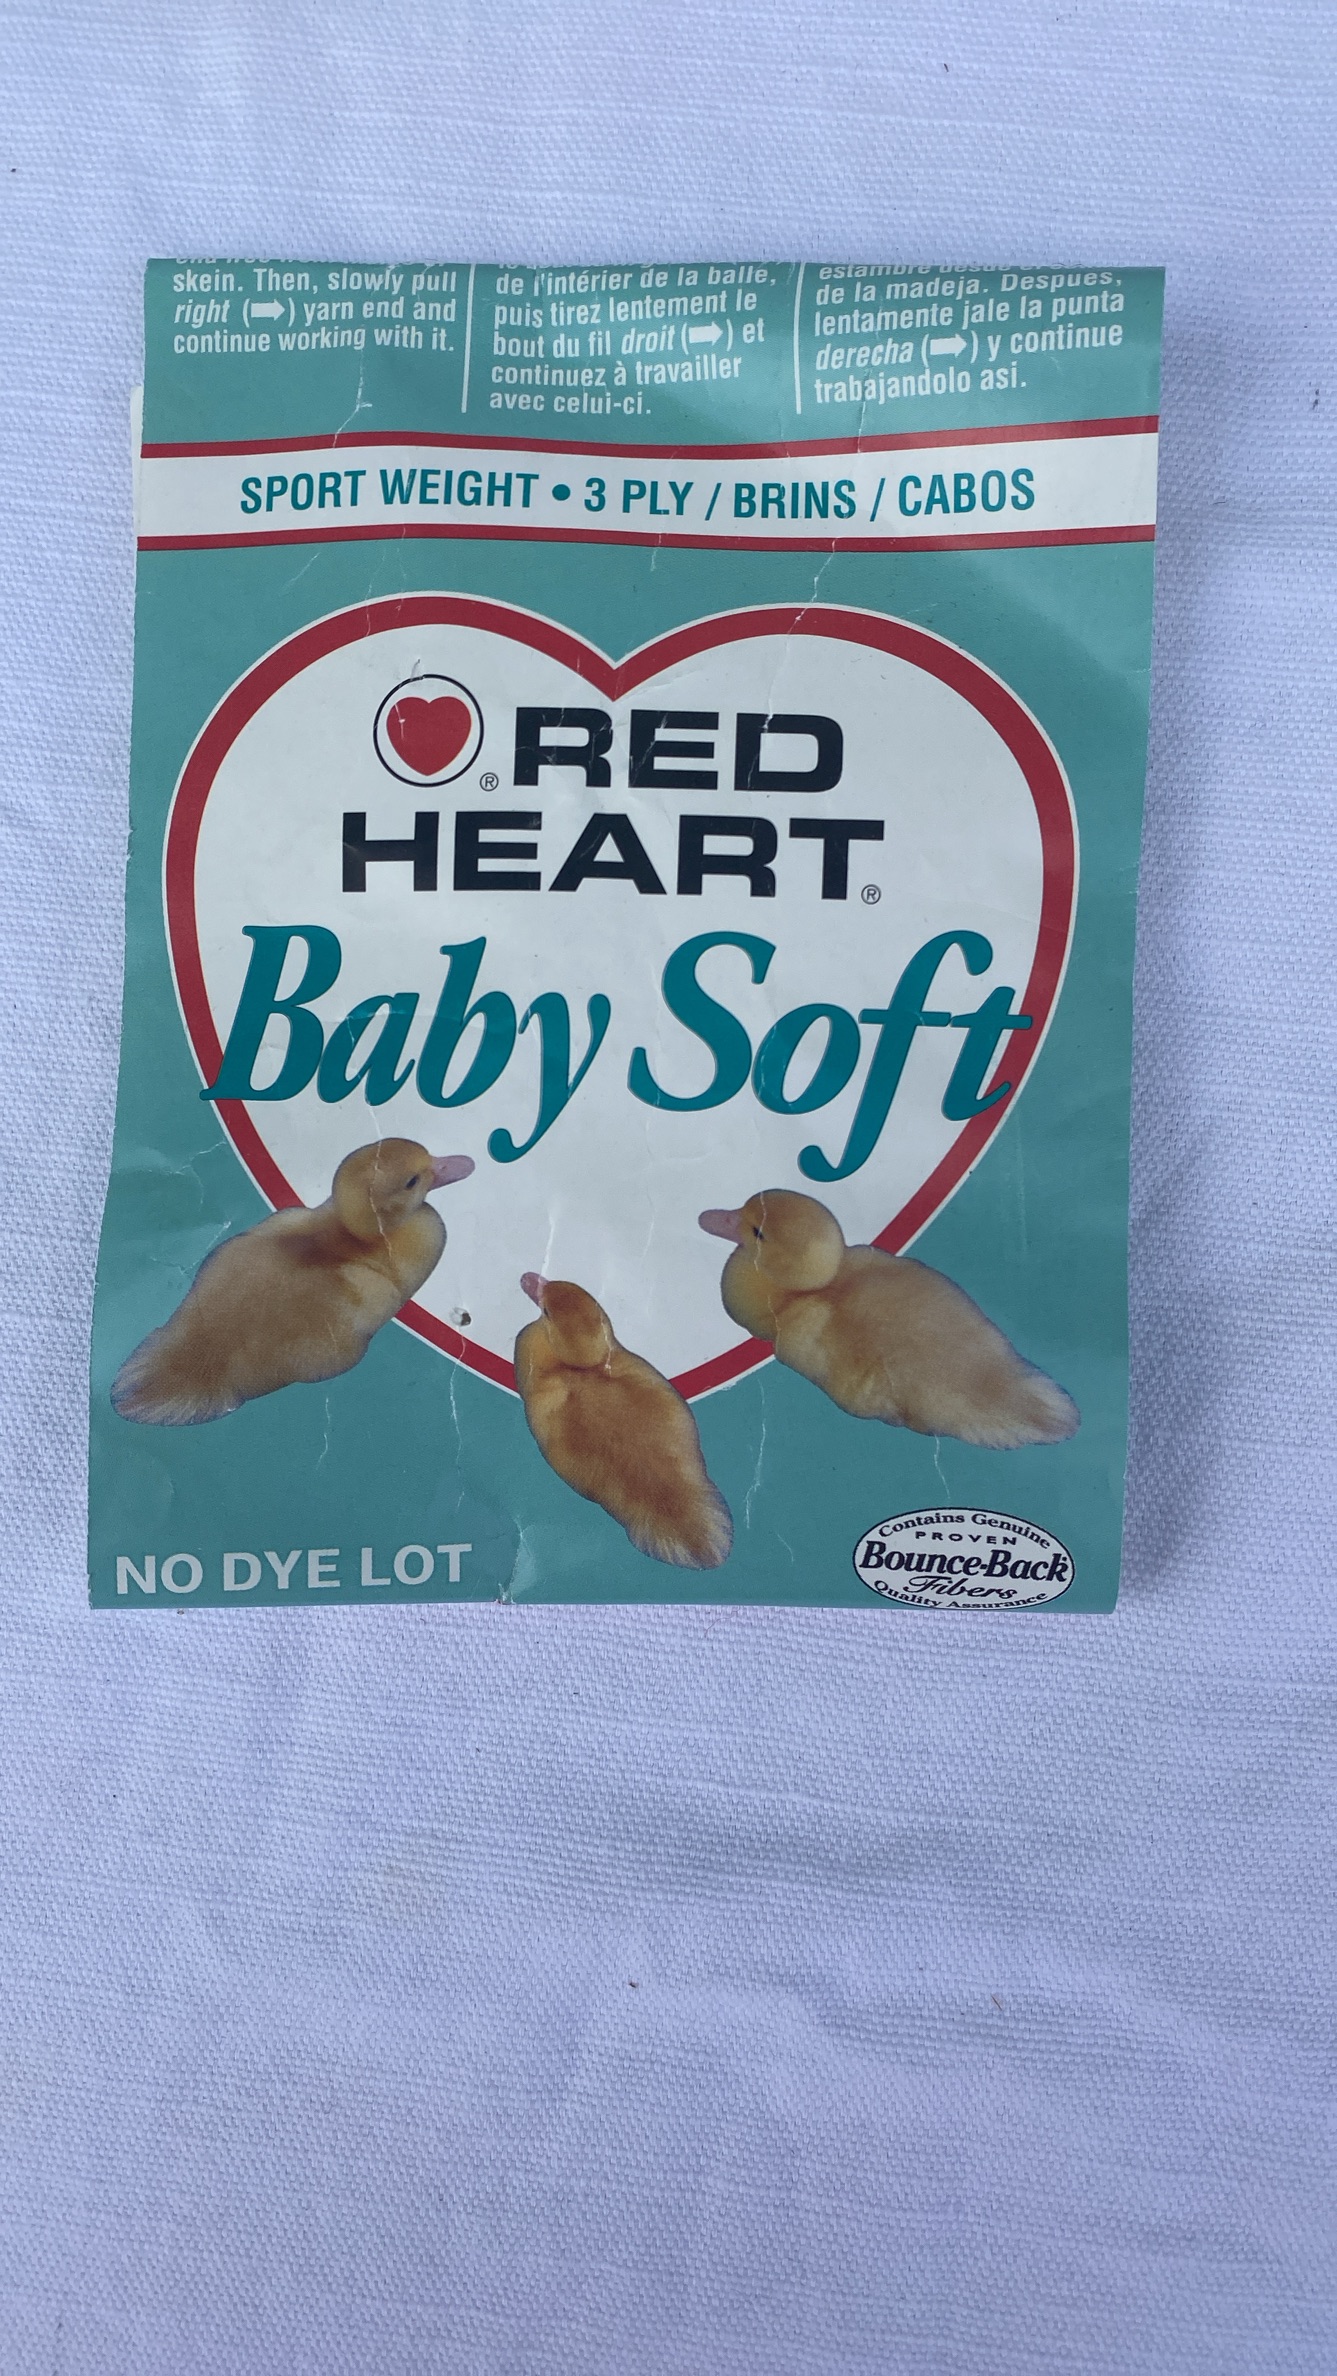 skein. Then, slowly pull
right (➡) yarn end and
continue working with it.
de l'intérier de la balle,
puis tirez lentement le
bout du fil droit (➡) et
continuez à travailler
avec celui-ci.
estambre desde
de la madeja. Despues,
lentamente jale la punta
derecha (➡) y continue
trabajandolo asi.
SPORT WEIGHT • 3 PLY / BRINS / CABOS
® RED
HEART®
Baby Soft
NO DYE LOT
Contains Genuine
PROVEN
Bounce-Back
Fibers
Quality Assurance